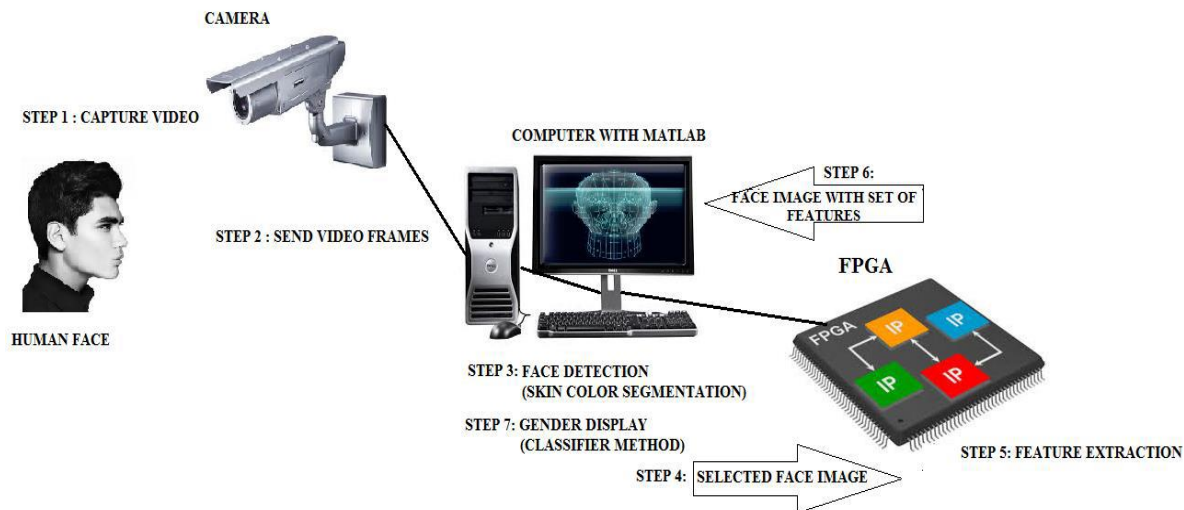 CAMERA
STEP 1 : CAPTURE VIDEO
COMPUTER WITH MATLAB
STEP 6:
FACE IMAGE WITH SET OF
FEATURES
STEP 2 : SEND VIDEO FRAMES
FPGA
HUMAN FACE
FPGA
IP
IP
IP
IP
STEP 3: FACE DETECTION
(SKIN COLOR SEGMENTATION)
STEP 7: GENDER DISPLAY
(CLASSIFIER METHOD)
STEP 5: FEATURE EXTRACTION
STEP 4: SELECTED FACE IMAGE